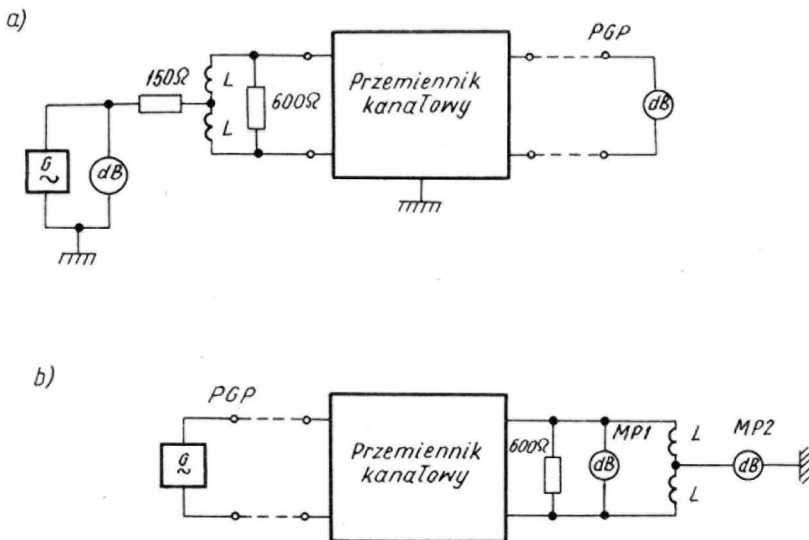 a)
PGP
150Ω
L
600Ω
L
Przemiennik
kanałowy
dB
G
~
dB
b)
PGP
MP1
L
MP2
G
~
Przemiennik
kanałowy
600Ω
dB
dB
L